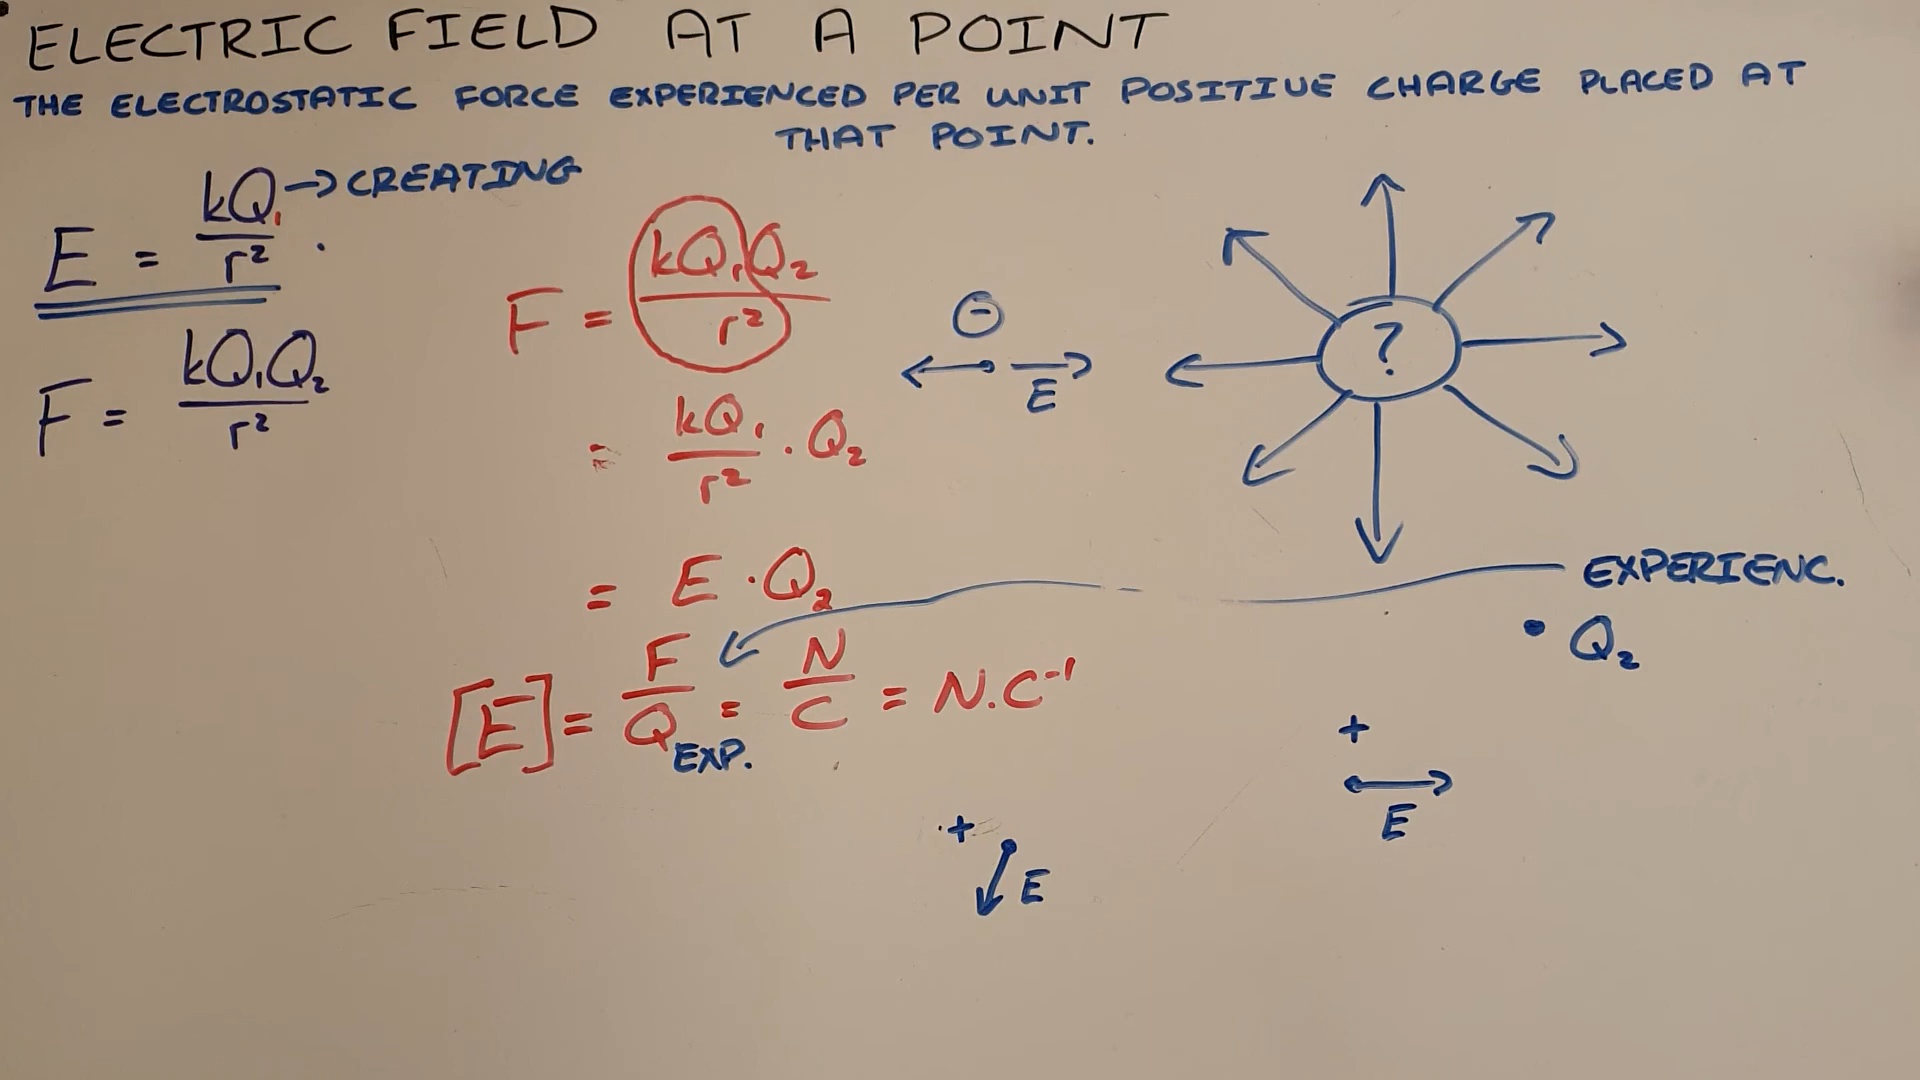 ELECTRIC FIELD AT A POINT
THE ELECTROSTATIC FORCE EXPERIENCED PER UNIT POSITIVE CHARGE PLACED AT
THAT POINT.
E = kQ₁/r² → CREATING
F = kQ₁Q₂/r²
F = kQ₁Q₂/r²
= kQ₁/r² · Q₂
= E · Q₂
[E] = F/Q EXP. = N/C = N.C⁻¹
⊖
E
?
EXPERIENC.
• Q₂
+
E
+
E